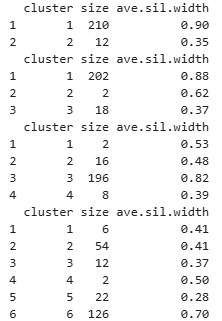 cluster size ave.sil.width
1 1 210 0.90
2 2 12 0.35
cluster size ave.sil.width
1 1 202 0.88
2 2 2 0.62
3 3 18 0.37
cluster size ave.sil.width
1 1 2 0.53
2 2 16 0.48
3 3 196 0.82
4 4 8 0.39
cluster size ave.sil.width
1 1 6 0.41
2 2 54 0.41
3 3 12 0.37
4 4 2 0.50
5 5 22 0.28
6 6 126 0.70